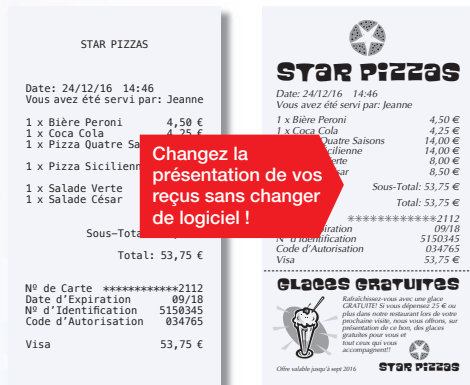 STAR PIZZAS
Date: 24/12/16 14:46
Vous avez été servi par: Jeanne
1 x Bière Peroni 4,50 €
1 x Coca Cola 4,25 €
1 x Pizza Quatre Sa
1 x Pizza Sicilienn
1 x Salade Verte
1 x Salade César
Sous-Tota
Total: 53,75 €
Nº de Carte ************2112
Date d'Expiration 09/18
Nº d'Identification 5150345
Code d'Autorisation 034765
Visa 53,75 €
Changez la
présentation de vos
reçus sans changer
de logiciel !
STAR PIZZAS
Date: 24/12/16 14:46
Vous avez été servi par: Jeanne
1 x Bière Peroni 4,50 €
1 x Coca Cola 4,25 €
Quatre Saisons 14,00 €
icilienne 14,00 €
erte 8,00 €
sar 8,50 €
Sous-Total: 53,75 €
Total: 53,75 €
************2112
iration 09/18
Nº d'Identification 5150345
Code d'Autorisation 034765
Visa 53,75 €
GLACES GRATUITES
Rafraîchissez-vous avec une glace
GRATUITE! Si vous dépensez 25 € ou
plus dans notre restaurant lors de votre
prochaine visite, nous vous offrons, sur
présentation de ce bon, des glaces
gratuites pour vous et
tout ceux qui vous
accompagnent!!
Offre valable jusqu'à sept 2016
STAR PIZZAS